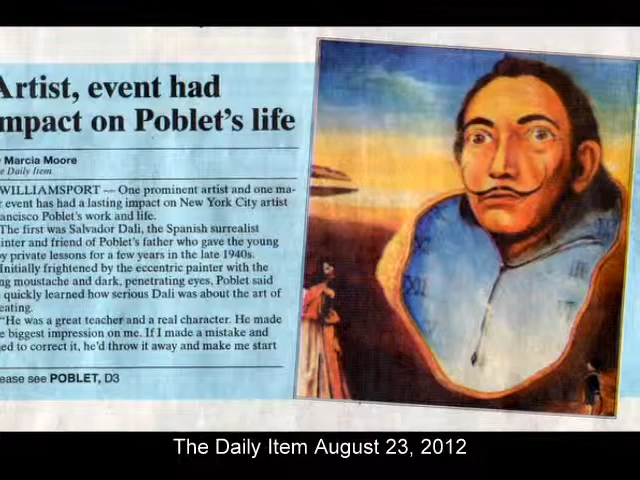 Artist, event had
mpact on Poblet's life
Marcia Moore
e Daily Item
WILLIAMSPORT — One prominent artist and one ma-
r event has had a lasting impact on New York City artist
ancisco Poblet's work and life.
The first was Salvador Dali, the Spanish surrealist
inter and friend of Poblet's father who gave the young
y private lessons for a few years in the late 1940s.
Initially frightened by the eccentric painter with the
ng moustache and dark, penetrating eyes, Poblet said
quickly learned how serious Dali was about the art of
eating.
"He was a great teacher and a real character. He made
e biggest impression on me. If I made a mistake and
ed to correct it, he'd throw it away and make me start
ease see POBLET, D3
The Daily Item August 23, 2012